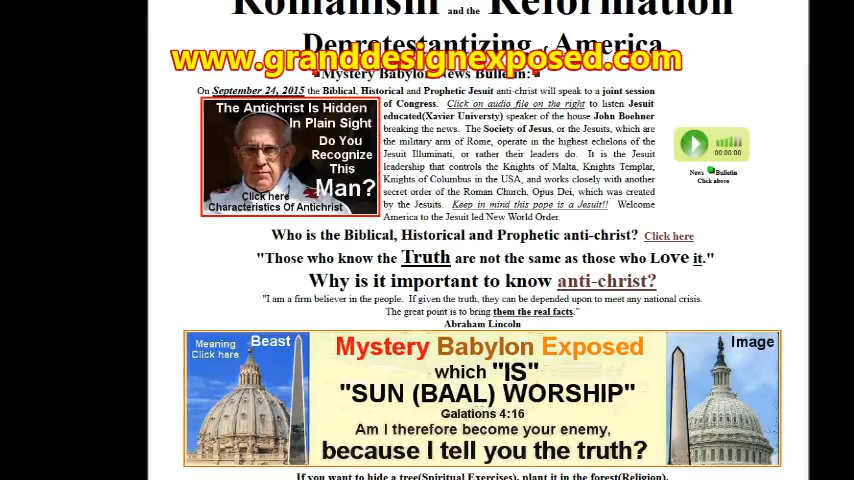 Romanism and the Reformation
Deprotestantizing of America
www.granddesignexposed.com
"Mystery Babylon News Bulletin:"
On September 24, 2015 the Biblical, Historical and Prophetic Jesuit anti-christ will speak to a joint session
of Congress. Click on audio file on the right to listen Jesuit
educated(Xavier Universty) speaker of the house John Boehner
breaking the news. The Society of Jesus, or the Jesuits, which are
the military arm of Rome, operate in the highest echelons of the
Jesuit Illuminati, or rather their leaders do. It is the Jesuit
leadership that controls the Knights of Malta, Knights Templar,
Knights of Columbus in the USA, and works closely with another
secret order of the Roman Church, Opus Dei, which was created
by the Jesuits. Keep in mind this pope is a Jesuit!! Welcome
America to the Jesuit led New World Order.
The Antichrist Is Hidden
In Plain Sight
Do You
Recognize
This
Man?
Click here
Characteristics Of Antichrist
00:00:00
News Bulletin
Click above
Who is the Biblical, Historical and Prophetic anti-christ? Click here
"Those who know the Truth are not the same as those who Love it."
Why is it important to know anti-christ?
"I am a firm believer in the people. If given the truth, they can be depended upon to meet any national crisis.
The great point is to bring them the real facts."
Abraham Lincoln
Meaning
Click here
Beast
Mystery Babylon Exposed
which "IS"
"SUN (BAAL) WORSHIP"
Galations 4:16
Am I therefore become your enemy,
because I tell you the truth?
Image
If you want to hide a tree(Spiritual Exercises), plant it in the forest(Religion).